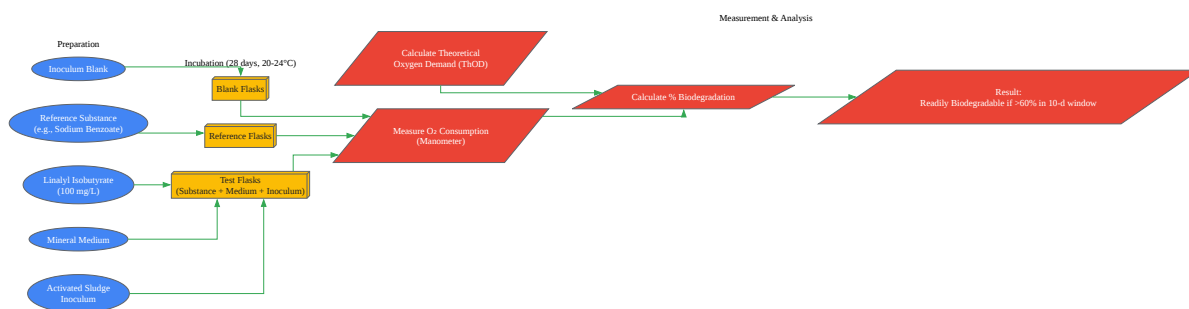 Measurement & Analysis
Preparation
Incubation (28 days, 20-24°C)
Inoculum Blank
Blank Flasks
Calculate Theoretical
Oxygen Demand (ThOD)
Calculate % Biodegradation
Result:
Readily Biodegradable if >60% in 10-d window
Reference Substance
(e.g., Sodium Benzoate)
Reference Flasks
Measure O₂ Consumption
(Manometer)
Linalyl Isobutyrate
(100 mg/L)
Test Flasks
(Substance + Medium + Inoculum)
Mineral Medium
Activated Sludge
Inoculum